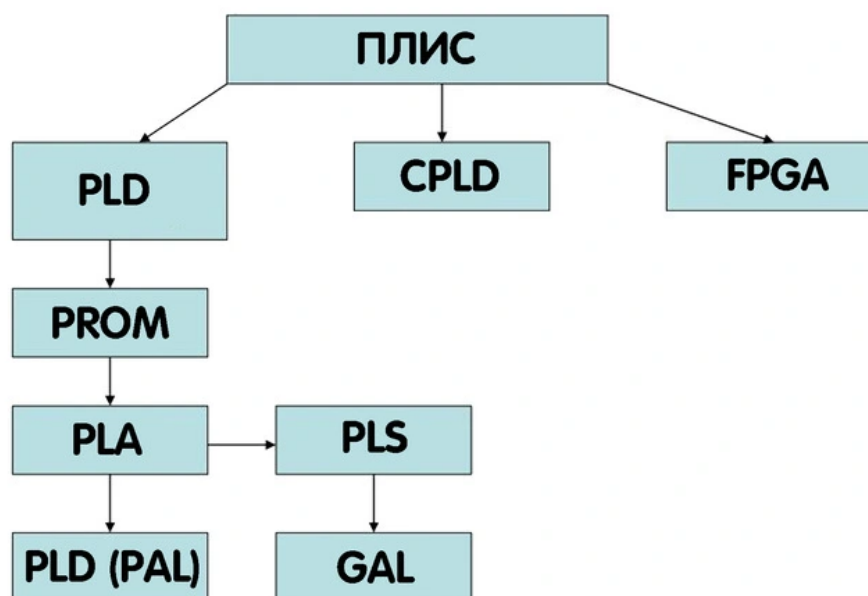 ПЛИС
PLD
CPLD
FPGA
PROM
PLA
PLS
PLD (PAL)
GAL